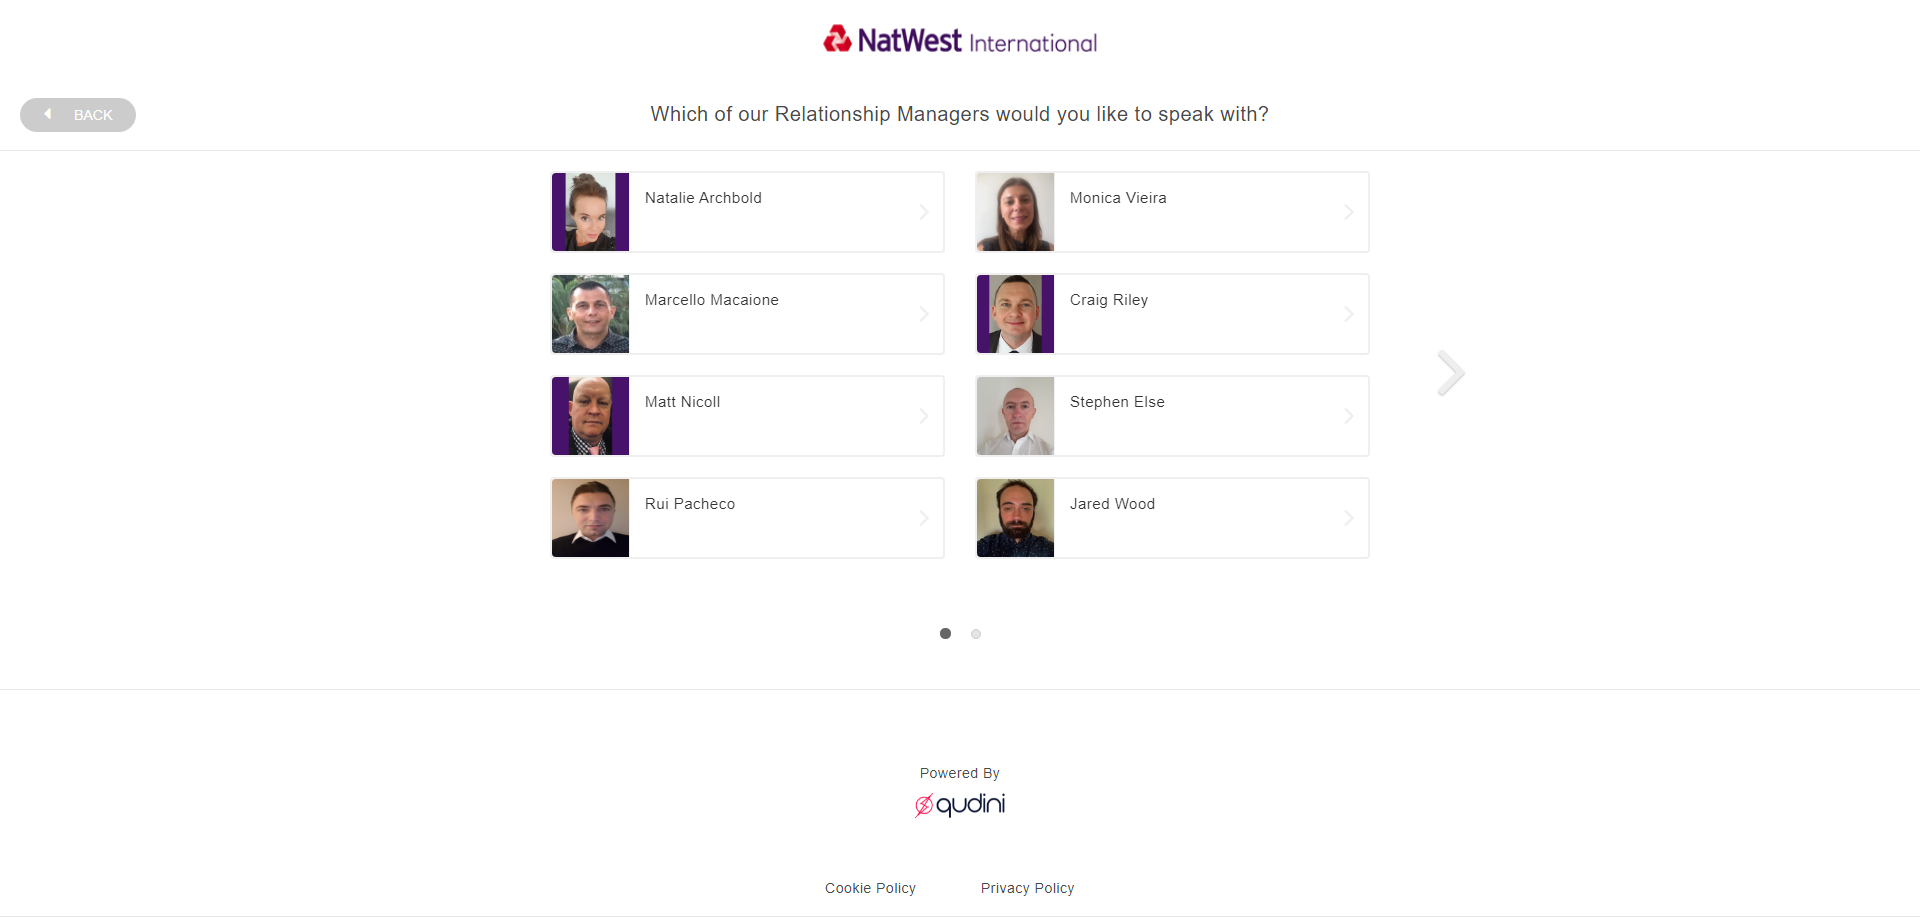 NatWest International
BACK
Which of our Relationship Managers would you like to speak with?
Natalie Archbold
Monica Vieira
Marcello Macaione
Craig Riley
Matt Nicoll
Stephen Else
Rui Pacheco
Jared Wood
Powered By
qudini
Cookie Policy
Privacy Policy